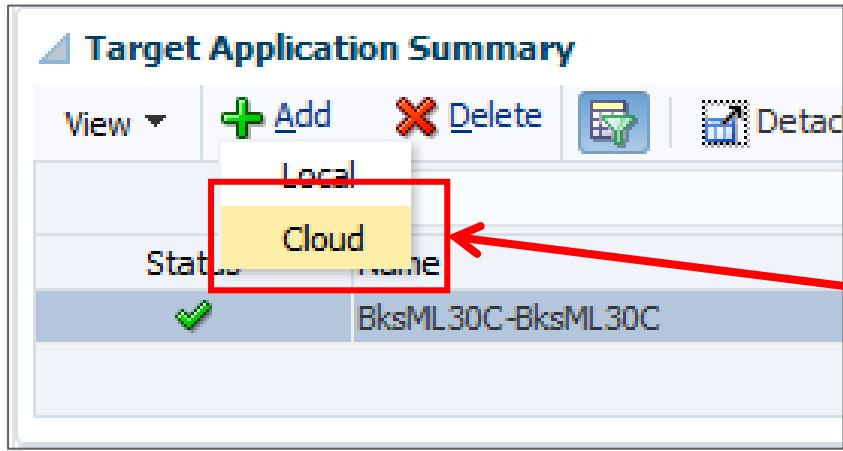 Target Application Summary
View Add Delete Detac
Local
Cloud
Status Name
BksML30C-BksML30C